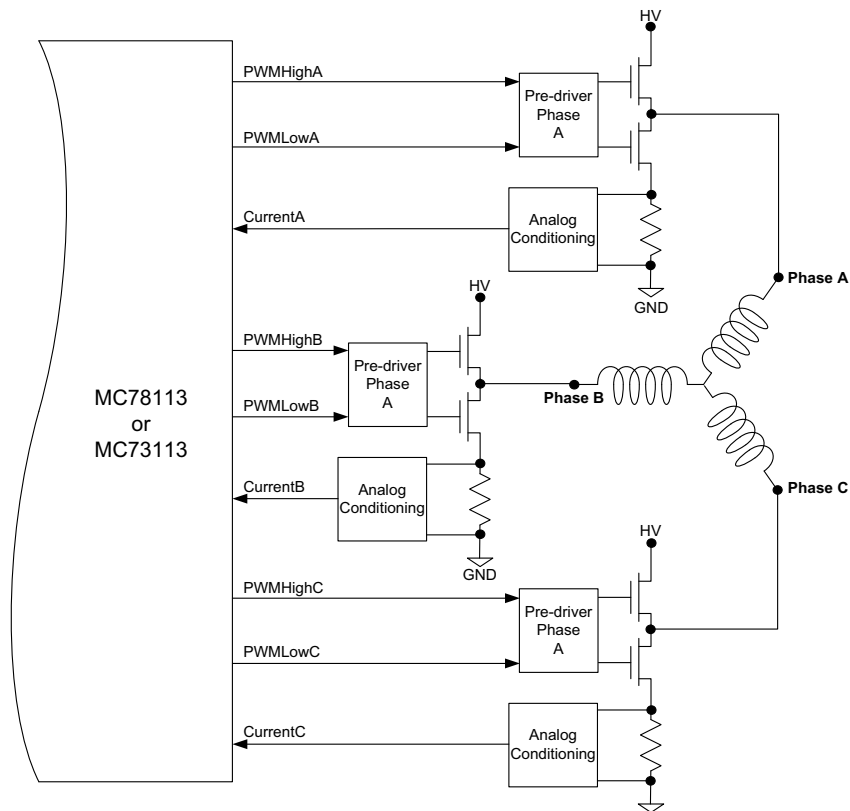 HV
PWMHighA
Pre-driver
Phase
A
PWMLowA
CurrentA
Analog
Conditioning
Phase A
GND
HV
PWMHighB
Pre-driver
Phase
A
MC78113
or
MC73113
Phase B
PWMLowB
CurrentB
Analog
Conditioning
Phase C
HV
GND
PWMHighC
Pre-driver
Phase
A
PWMLowC
CurrentC
Analog
Conditioning